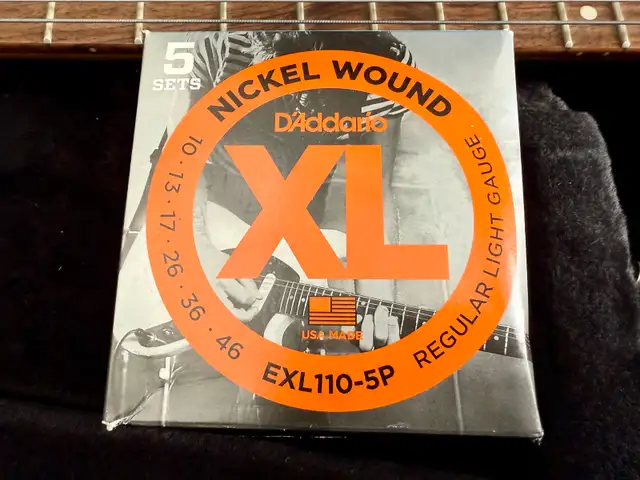 5
SETS
NICKEL WOUND
D'Addario
XL
10 · 13 · 17 · 26 · 36 · 46
REGULAR LIGHT GAUGE
USA MADE
EXL110-5P